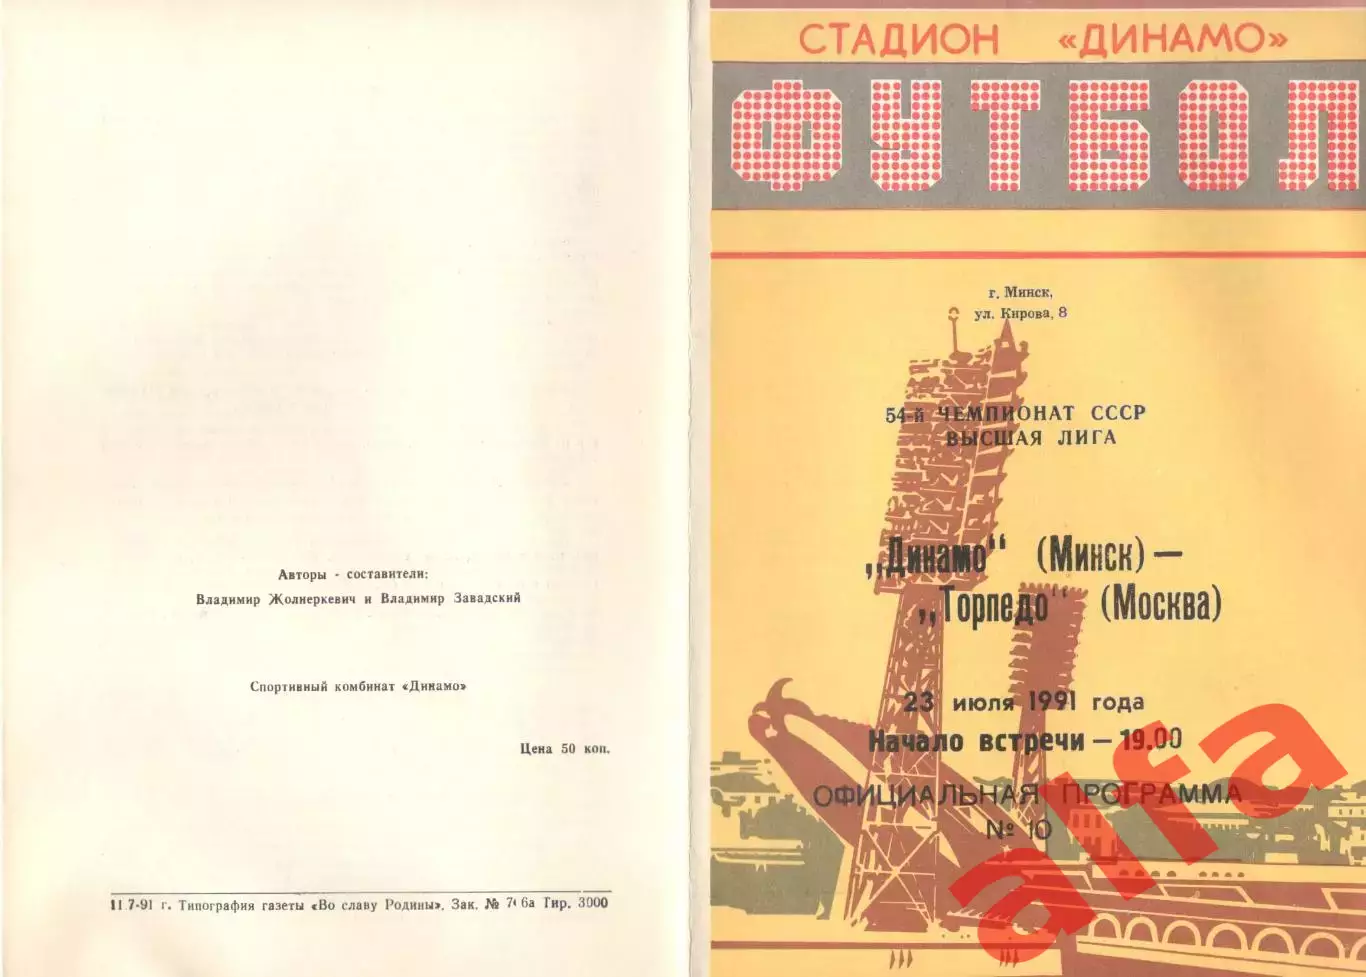 Авторы - составители:
Владимир Жолнеркевич и Владимир Завадский
Спортивный комбинат «Динамо»
Цена 50 коп.
11 7-91 г. Типография газеты «Во славу Родины». Зак. № Тир. 3000
СТАДИОН «ДИНАМО»
ФУТБОЛ
г. Минск,
ул. Кирова, 8
54-й ЧЕМПИОНАТ СССР
ВЫСШАЯ ЛИГА
„Динамо“ (Минск) —
„Торпедо“ (Москва)
23 июля 1991 года
Начало встречи — 19.00
ОФИЦИАЛЬНАЯ ПРОГРАММА
№ 10
alfa